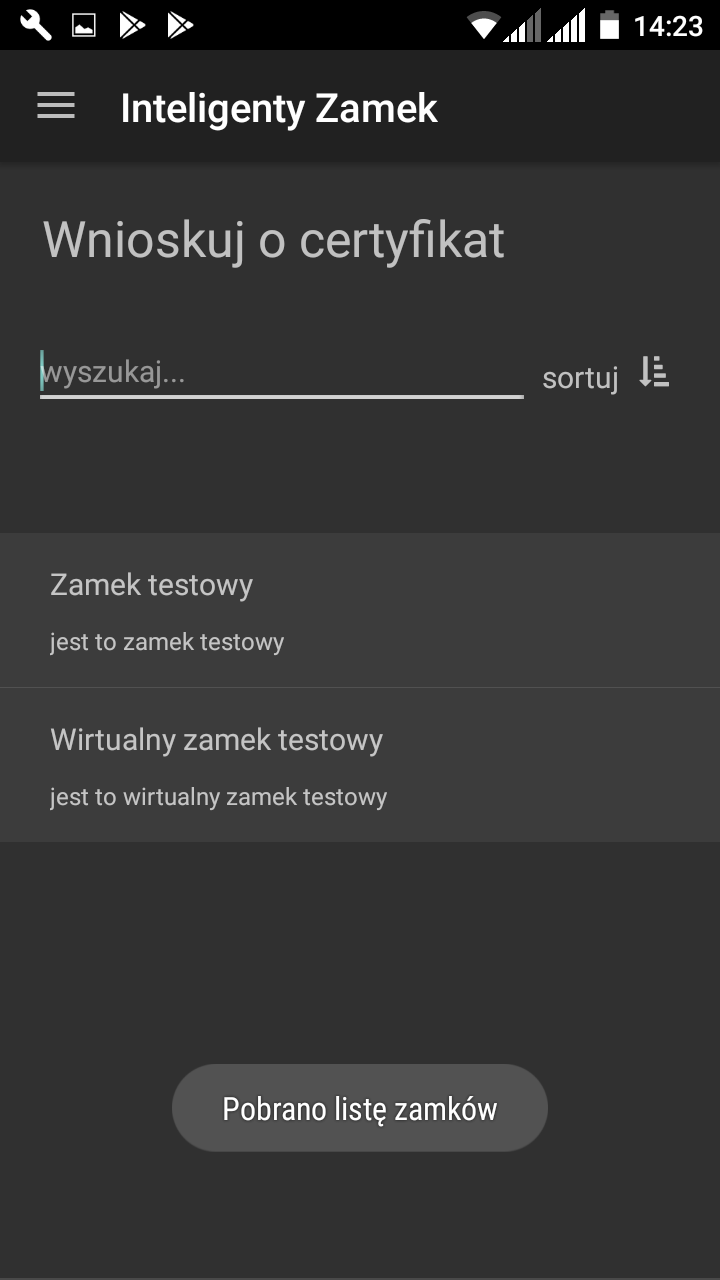 14:23
Inteligenty Zamek
Wnioskuj o certyfikat
wyszukaj...
sortuj
Zamek testowy
jest to zamek testowy
Wirtualny zamek testowy
jest to wirtualny zamek testowy
Pobrano listę zamków